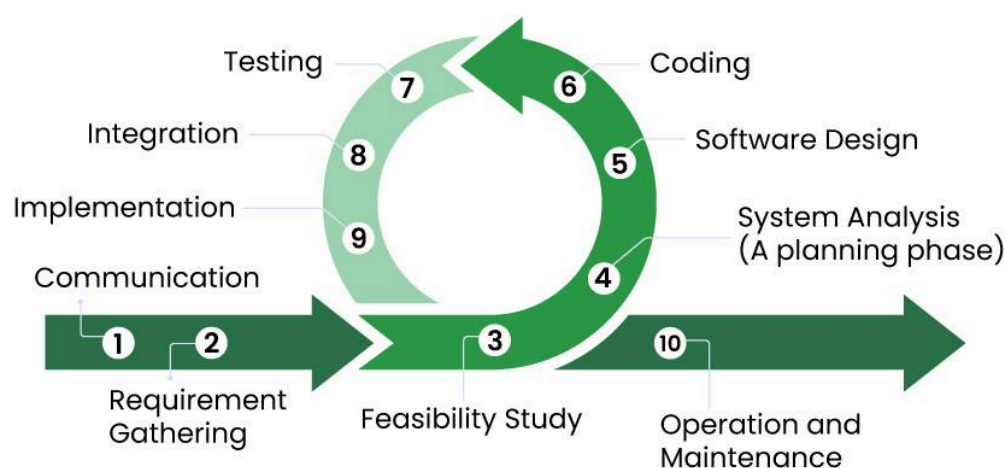 Testing
7
6
Coding
Integration
8
5
Software Design
Implementation
9
System Analysis
(A planning phase)
4
Communication
1
2
3
10
Requirement
Gathering
Feasibility Study
Operation and
Maintenance